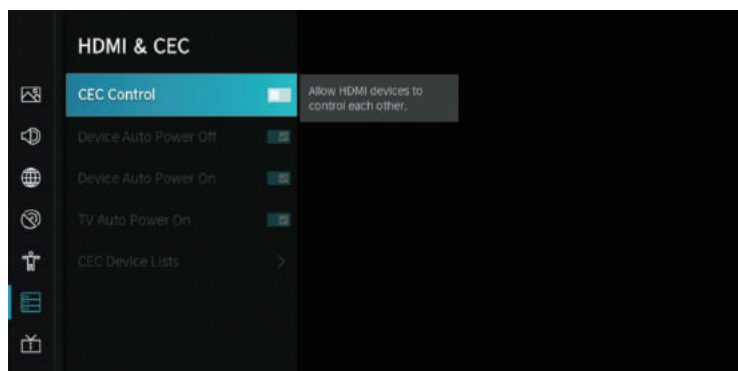 HDMI & CEC
CEC Control
Allow HDMI devices to
control each other.
Device Auto Power Off
Device Auto Power On
TV Auto Power On
CEC Device Lists